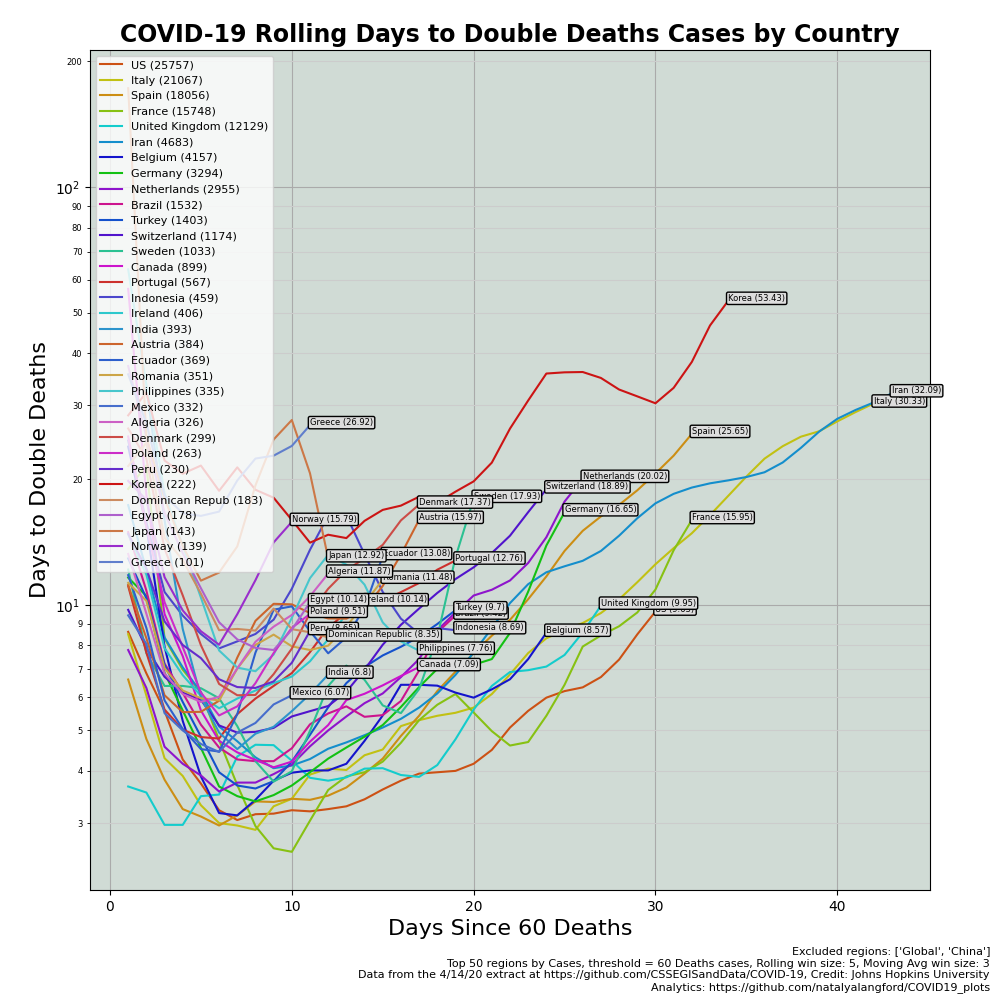 COVID-19 Rolling Days to Double Deaths Cases by Country
Days to Double Deaths
200
10^2
90
80
70
60
50
40
30
20
10^1
9
8
7
6
5
4
3
US (25757)
Italy (21067)
Spain (18056)
France (15748)
United Kingdom (12129)
Iran (4683)
Belgium (4157)
Germany (3294)
Netherlands (2955)
Brazil (1532)
Turkey (1403)
Switzerland (1174)
Sweden (1033)
Canada (899)
Portugal (567)
Indonesia (459)
Ireland (406)
India (393)
Austria (384)
Ecuador (369)
Romania (351)
Philippines (335)
Mexico (332)
Algeria (326)
Denmark (299)
Poland (263)
Peru (230)
Korea (222)
Dominican Repub (183)
Egypt (178)
Japan (143)
Norway (139)
Greece (101)
Korea (53.43)
Iran (32.09)
Italy (30.33)
Greece (26.92)
Spain (25.65)
Netherlands (20.02)
Switzerland (18.89)
Sweden (17.93)
Denmark (17.37)
Germany (16.65)
Austria (15.97)
France (15.95)
Norway (15.79)
Ecuador (13.08)
Japan (12.92)
Portugal (12.76)
Algeria (11.87)
Romania (11.48)
Egypt (10.14)
Ireland (10.14)
United Kingdom (9.95)
Turkey (9.7)
Poland (9.51)
Indonesia (8.69)
Belgium (8.57)
Dominican Republic (8.35)
Philippines (7.76)
Canada (7.09)
India (6.8)
Mexico (6.07)
0 10 20 30 40
Days Since 60 Deaths
Excluded regions: ['Global', 'China']
Top 50 regions by Cases, threshold = 60 Deaths cases, Rolling win size: 5, Moving Avg win size: 3
Data from the 4/14/20 extract at https://github.com/CSSEGISandData/COVID-19, Credit: Johns Hopkins University
Analytics: https://github.com/natalyalangford/COVID19_plots